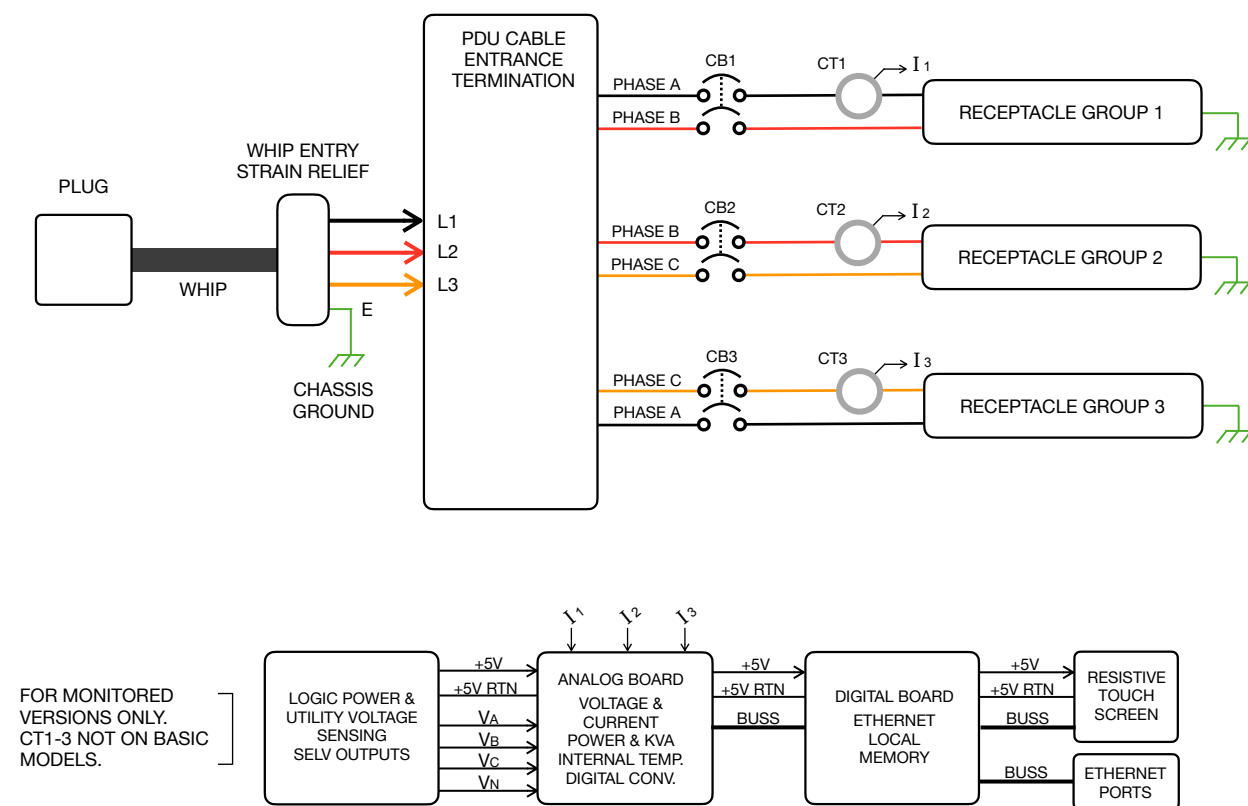 PDU CABLE
ENTRANCE
TERMINATION
PLUG
WHIP
WHIP ENTRY
STRAIN RELIEF
L1
L2
L3
E
CHASSIS
GROUND
PHASE A
PHASE B
CB1
CT1
I 1
RECEPTACLE GROUP 1
PHASE B
PHASE C
CB2
CT2
I 2
RECEPTACLE GROUP 2
PHASE C
PHASE A
CB3
CT3
I 3
RECEPTACLE GROUP 3
FOR MONITORED
VERSIONS ONLY.
CT1-3 NOT ON BASIC
MODELS.
LOGIC POWER &
UTILITY VOLTAGE
SENSING
SELV OUTPUTS
+5V
+5V RTN
VA
VB
VC
VN
I1
I2
I3
ANALOG BOARD
VOLTAGE &
CURRENT
POWER & KVA
INTERNAL TEMP.
DIGITAL CONV.
+5V
+5V RTN
BUSS
DIGITAL BOARD
ETHERNET
LOCAL
MEMORY
+5V
+5V RTN
BUSS
RESISTIVE
TOUCH
SCREEN
BUSS
ETHERNET
PORTS